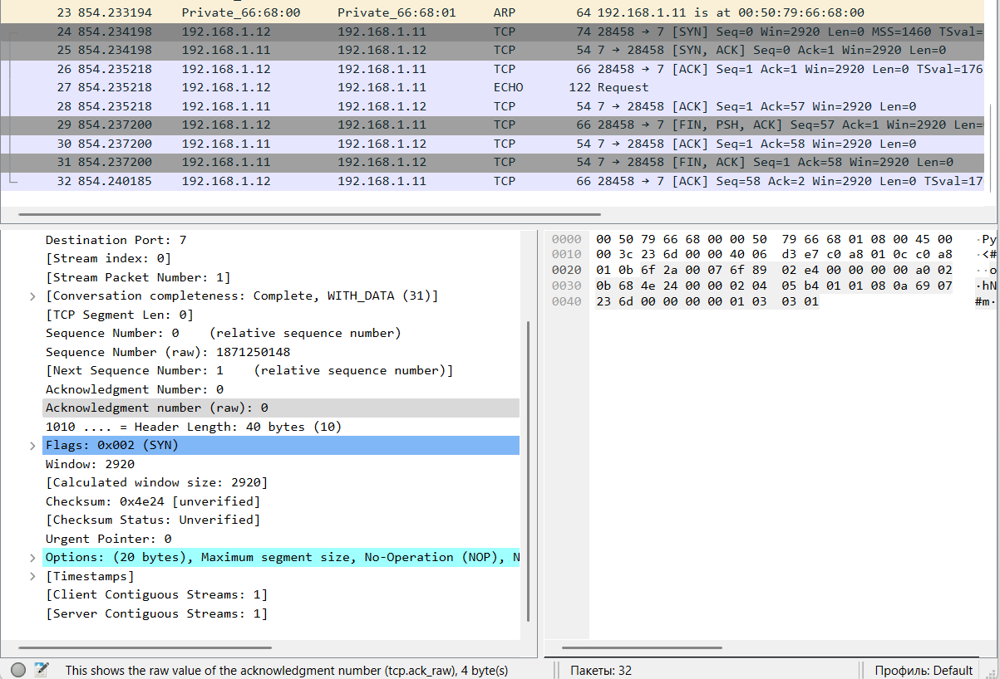 23 854.233194 Private_66:68:00 Private_66:68:01 ARP 64 192.168.1.11 is at 00:50:79:66:68:00
24 854.234198 192.168.1.12 192.168.1.11 TCP 74 28458 → 7 [SYN] Seq=0 Win=2920 Len=0 MSS=1460 TSval=
25 854.234198 192.168.1.11 192.168.1.12 TCP 54 7 → 28458 [SYN, ACK] Seq=0 Ack=1 Win=2920 Len=0
26 854.235218 192.168.1.12 192.168.1.11 TCP 66 28458 → 7 [ACK] Seq=1 Ack=1 Win=2920 Len=0 TSval=176
27 854.235218 192.168.1.12 192.168.1.11 ECHO 122 Request
28 854.235218 192.168.1.11 192.168.1.12 TCP 54 7 → 28458 [ACK] Seq=1 Ack=57 Win=2920 Len=0
29 854.237200 192.168.1.12 192.168.1.11 TCP 66 28458 → 7 [FIN, PSH, ACK] Seq=57 Ack=1 Win=2920 Len=
30 854.237200 192.168.1.11 192.168.1.12 TCP 54 7 → 28458 [ACK] Seq=1 Ack=58 Win=2920 Len=0
31 854.237200 192.168.1.11 192.168.1.12 TCP 54 7 → 28458 [FIN, ACK] Seq=1 Ack=58 Win=2920 Len=0
32 854.240185 192.168.1.12 192.168.1.11 TCP 66 28458 → 7 [ACK] Seq=58 Ack=2 Win=2920 Len=0 TSval=17
Destination Port: 7
[Stream index: 0]
[Stream Packet Number: 1]
[Conversation completeness: Complete, WITH_DATA (31)]
[TCP Segment Len: 0]
Sequence Number: 0 (relative sequence number)
Sequence Number (raw): 1871250148
[Next Sequence Number: 1 (relative sequence number)]
Acknowledgment Number: 0
Acknowledgment number (raw): 0
1010 .... = Header Length: 40 bytes (10)
Flags: 0x002 (SYN)
Window: 2920
[Calculated window size: 2920]
Checksum: 0x4e24 [unverified]
[Checksum Status: Unverified]
Urgent Pointer: 0
Options: (20 bytes), Maximum segment size, No-Operation (NOP), N
[Timestamps]
[Client Contiguous Streams: 1]
[Server Contiguous Streams: 1]
0000 00 50 79 66 68 00 00 50 79 66 68 01 08 00 45 00 ·Py
0010 00 3c 23 6d 00 00 40 06 d3 e7 c0 a8 01 0c c0 a8 ·<#
0020 01 0b 6f 2a 00 07 6f 89 02 e4 00 00 00 00 a0 02 ··o
0030 0b 68 4e 24 00 00 02 04 05 b4 01 01 08 0a 69 07 ·hN
0040 23 6d 00 00 00 00 01 03 03 01 #m·
This shows the raw value of the acknowledgment number (tcp.ack_raw), 4 byte(s)
Пакеты: 32
Профиль: Default